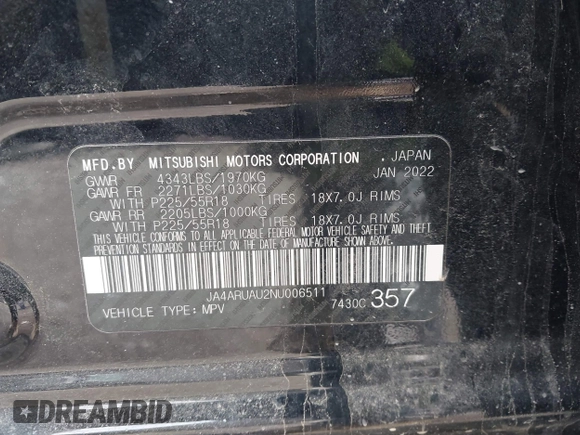 MFD.BY MITSUBISHI MOTORS CORPORATION . JAPAN
GVWR 4343LBS/1970KG JAN 2022
GAWR FR 2271LBS/1030KG
WITH P225/55R18 TIRES 18X7.0J RIMS
GAWR RR 2205LBS/1000KG
WITH P225/55R18 TIRES 18X7.0J RIMS
THIS VEHICLE CONFORMS TO ALL APPLICABLE FEDERAL MOTOR VEHICLE SAFETY BUMPER AND THEFT
PREVENTION STANDARDS IN EFFECT ON THE DATE OF MANUFACTURE SHOWN ABOVE.
JA4ARUAU2NU006511
VEHICLE TYPE: MPV 7430C 357
DREAMBID